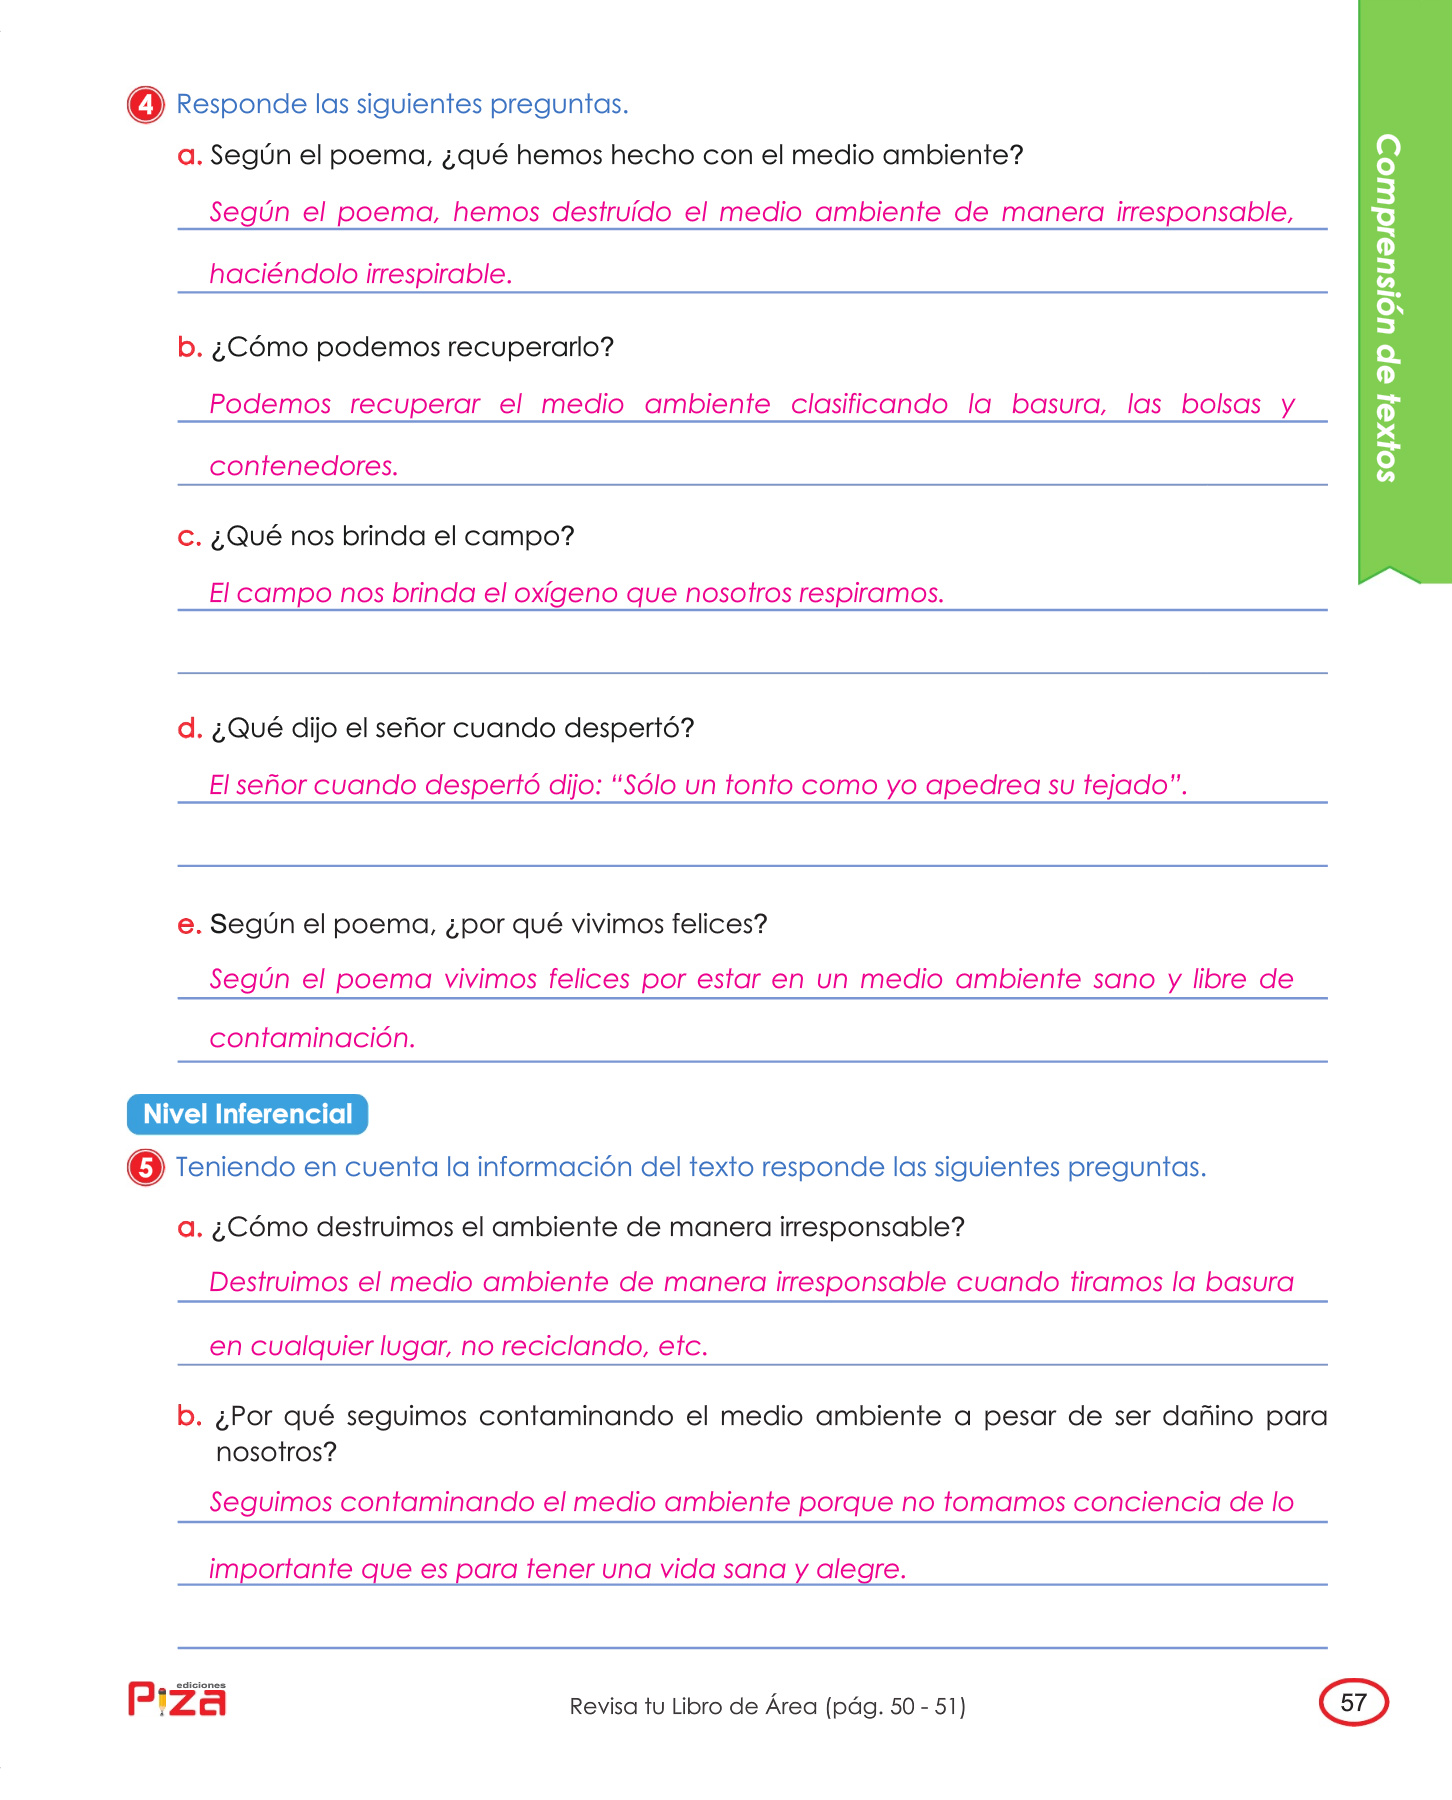 4 Responde las siguientes preguntas.
a. Según el poema, ¿qué hemos hecho con el medio ambiente?
Según el poema, hemos destruído el medio ambiente de manera irresponsable,
haciéndolo irrespirable.
b. ¿Cómo podemos recuperarlo?
Podemos recuperar el medio ambiente clasificando la basura, las bolsas y
contenedores.
c. ¿Qué nos brinda el campo?
El campo nos brinda el oxígeno que nosotros respiramos.
d. ¿Qué dijo el señor cuando despertó?
El señor cuando despertó dijo: “Sólo un tonto como yo apedrea su tejado”.
e. Según el poema, ¿por qué vivimos felices?
Según el poema vivimos felices por estar en un medio ambiente sano y libre de
contaminación.
Nivel Inferencial
5 Teniendo en cuenta la información del texto responde las siguientes preguntas.
a. ¿Cómo destruimos el ambiente de manera irresponsable?
Destruimos el medio ambiente de manera irresponsable cuando tiramos la basura
en cualquier lugar, no reciclando, etc.
b. ¿Por qué seguimos contaminando el medio ambiente a pesar de ser dañino para
nosotros?
Seguimos contaminando el medio ambiente porque no tomamos conciencia de lo
importante que es para tener una vida sana y alegre.
Comprensión de textos
ediciones
Piza
Revisa tu Libro de Área (pág. 50 - 51)
57